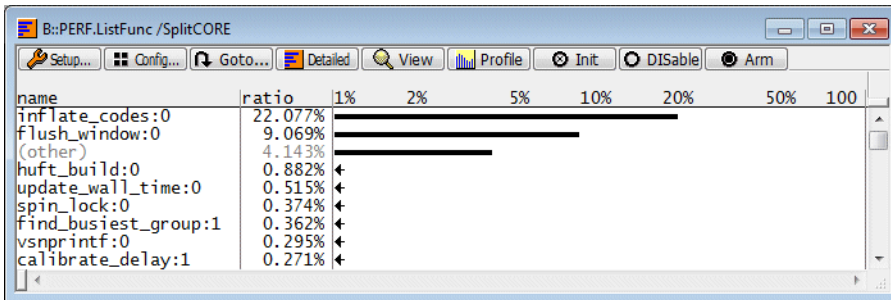 B::PERF.ListFunc /SplitCORE
Setup... Config... Goto... Detailed View Profile Init DISable Arm
name ratio 1% 2% 5% 10% 20% 50% 100
inflate_codes:0 22.077%
flush_window:0 9.069%
(other) 4.143%
huft_build:0 0.882%
update_wall_time:0 0.515%
spin_lock:0 0.374%
find_busiest_group:1 0.362%
vsnprintf:0 0.295%
calibrate_delay:1 0.271%